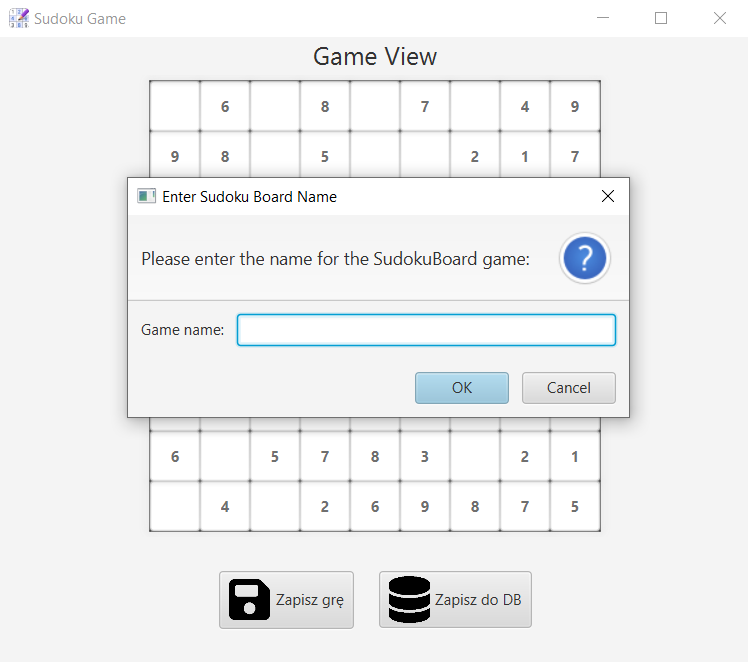 Sudoku Game
Game View
6 8 7 4 9
9 8 5 2 1 7
Enter Sudoku Board Name
Please enter the name for the SudokuBoard game:
?
Game name:
OK Cancel
6 5 7 8 3 2 1
4 2 6 9 8 7 5
Zapisz grę Zapisz do DB